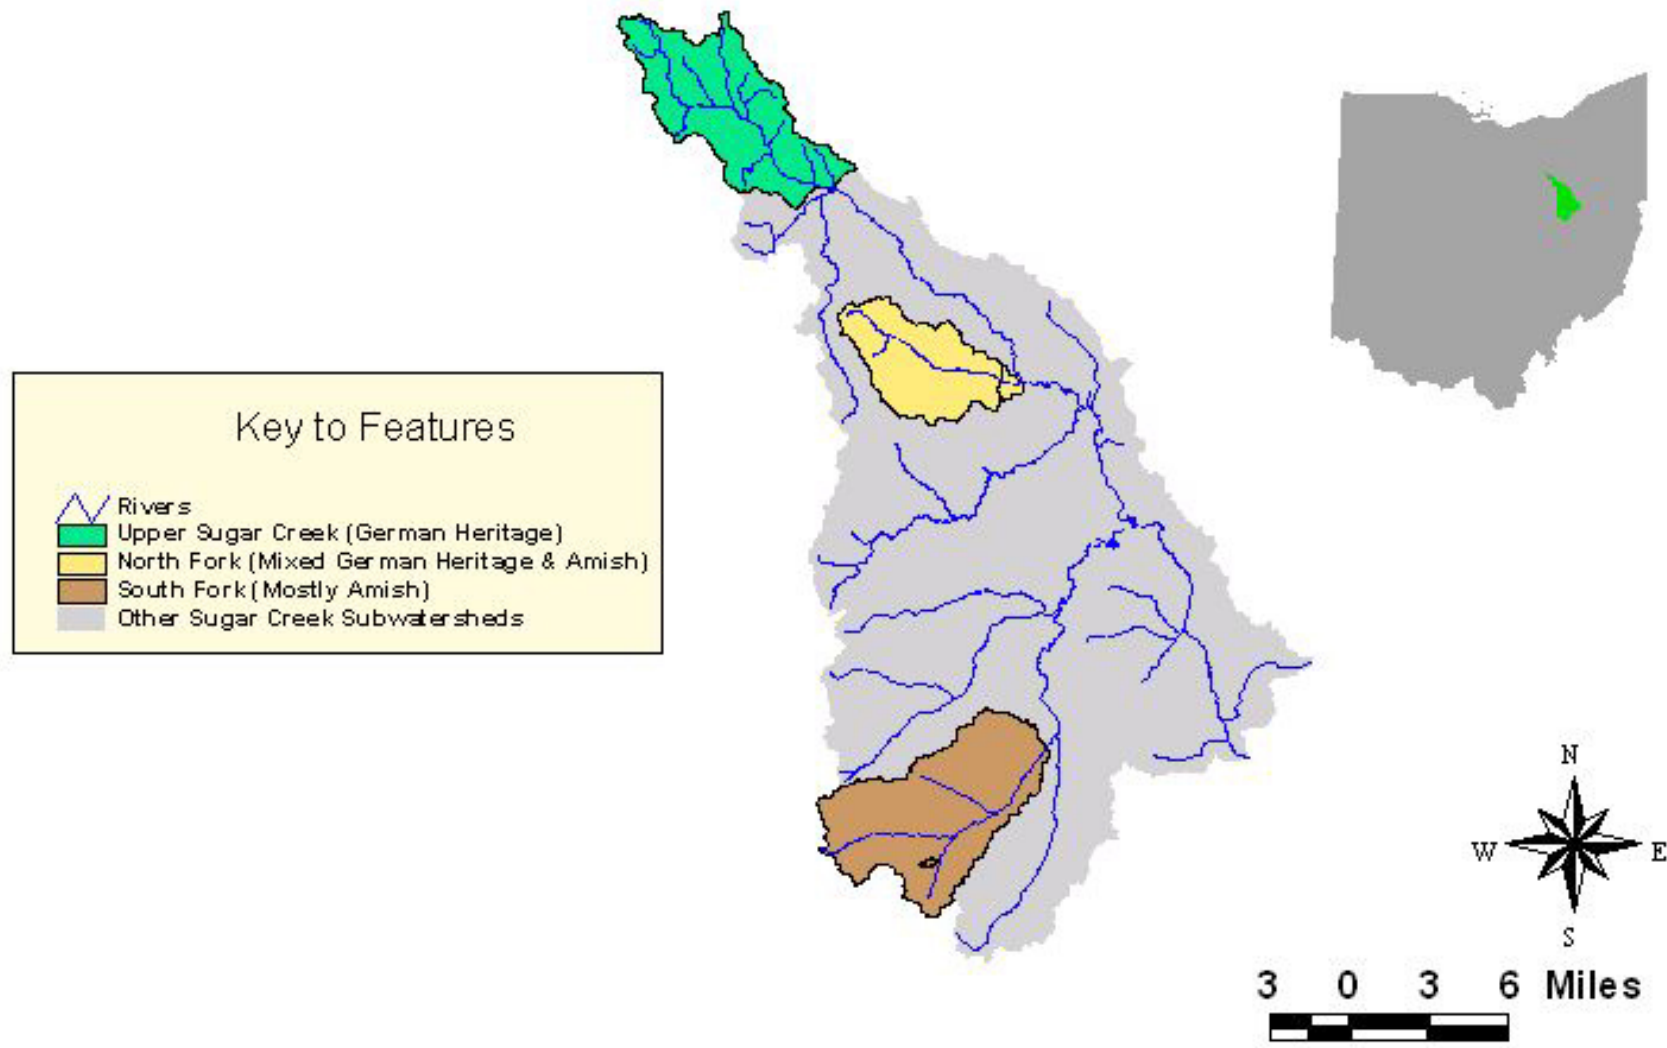 Key to Features
Rivers
Upper Sugar Creek (German Heritage)
North Fork (Mixed German Heritage & Amish)
South Fork (Mostly Amish)
Other Sugar Creek Subwatersheds
N
W E
S
3 0 3 6 Miles